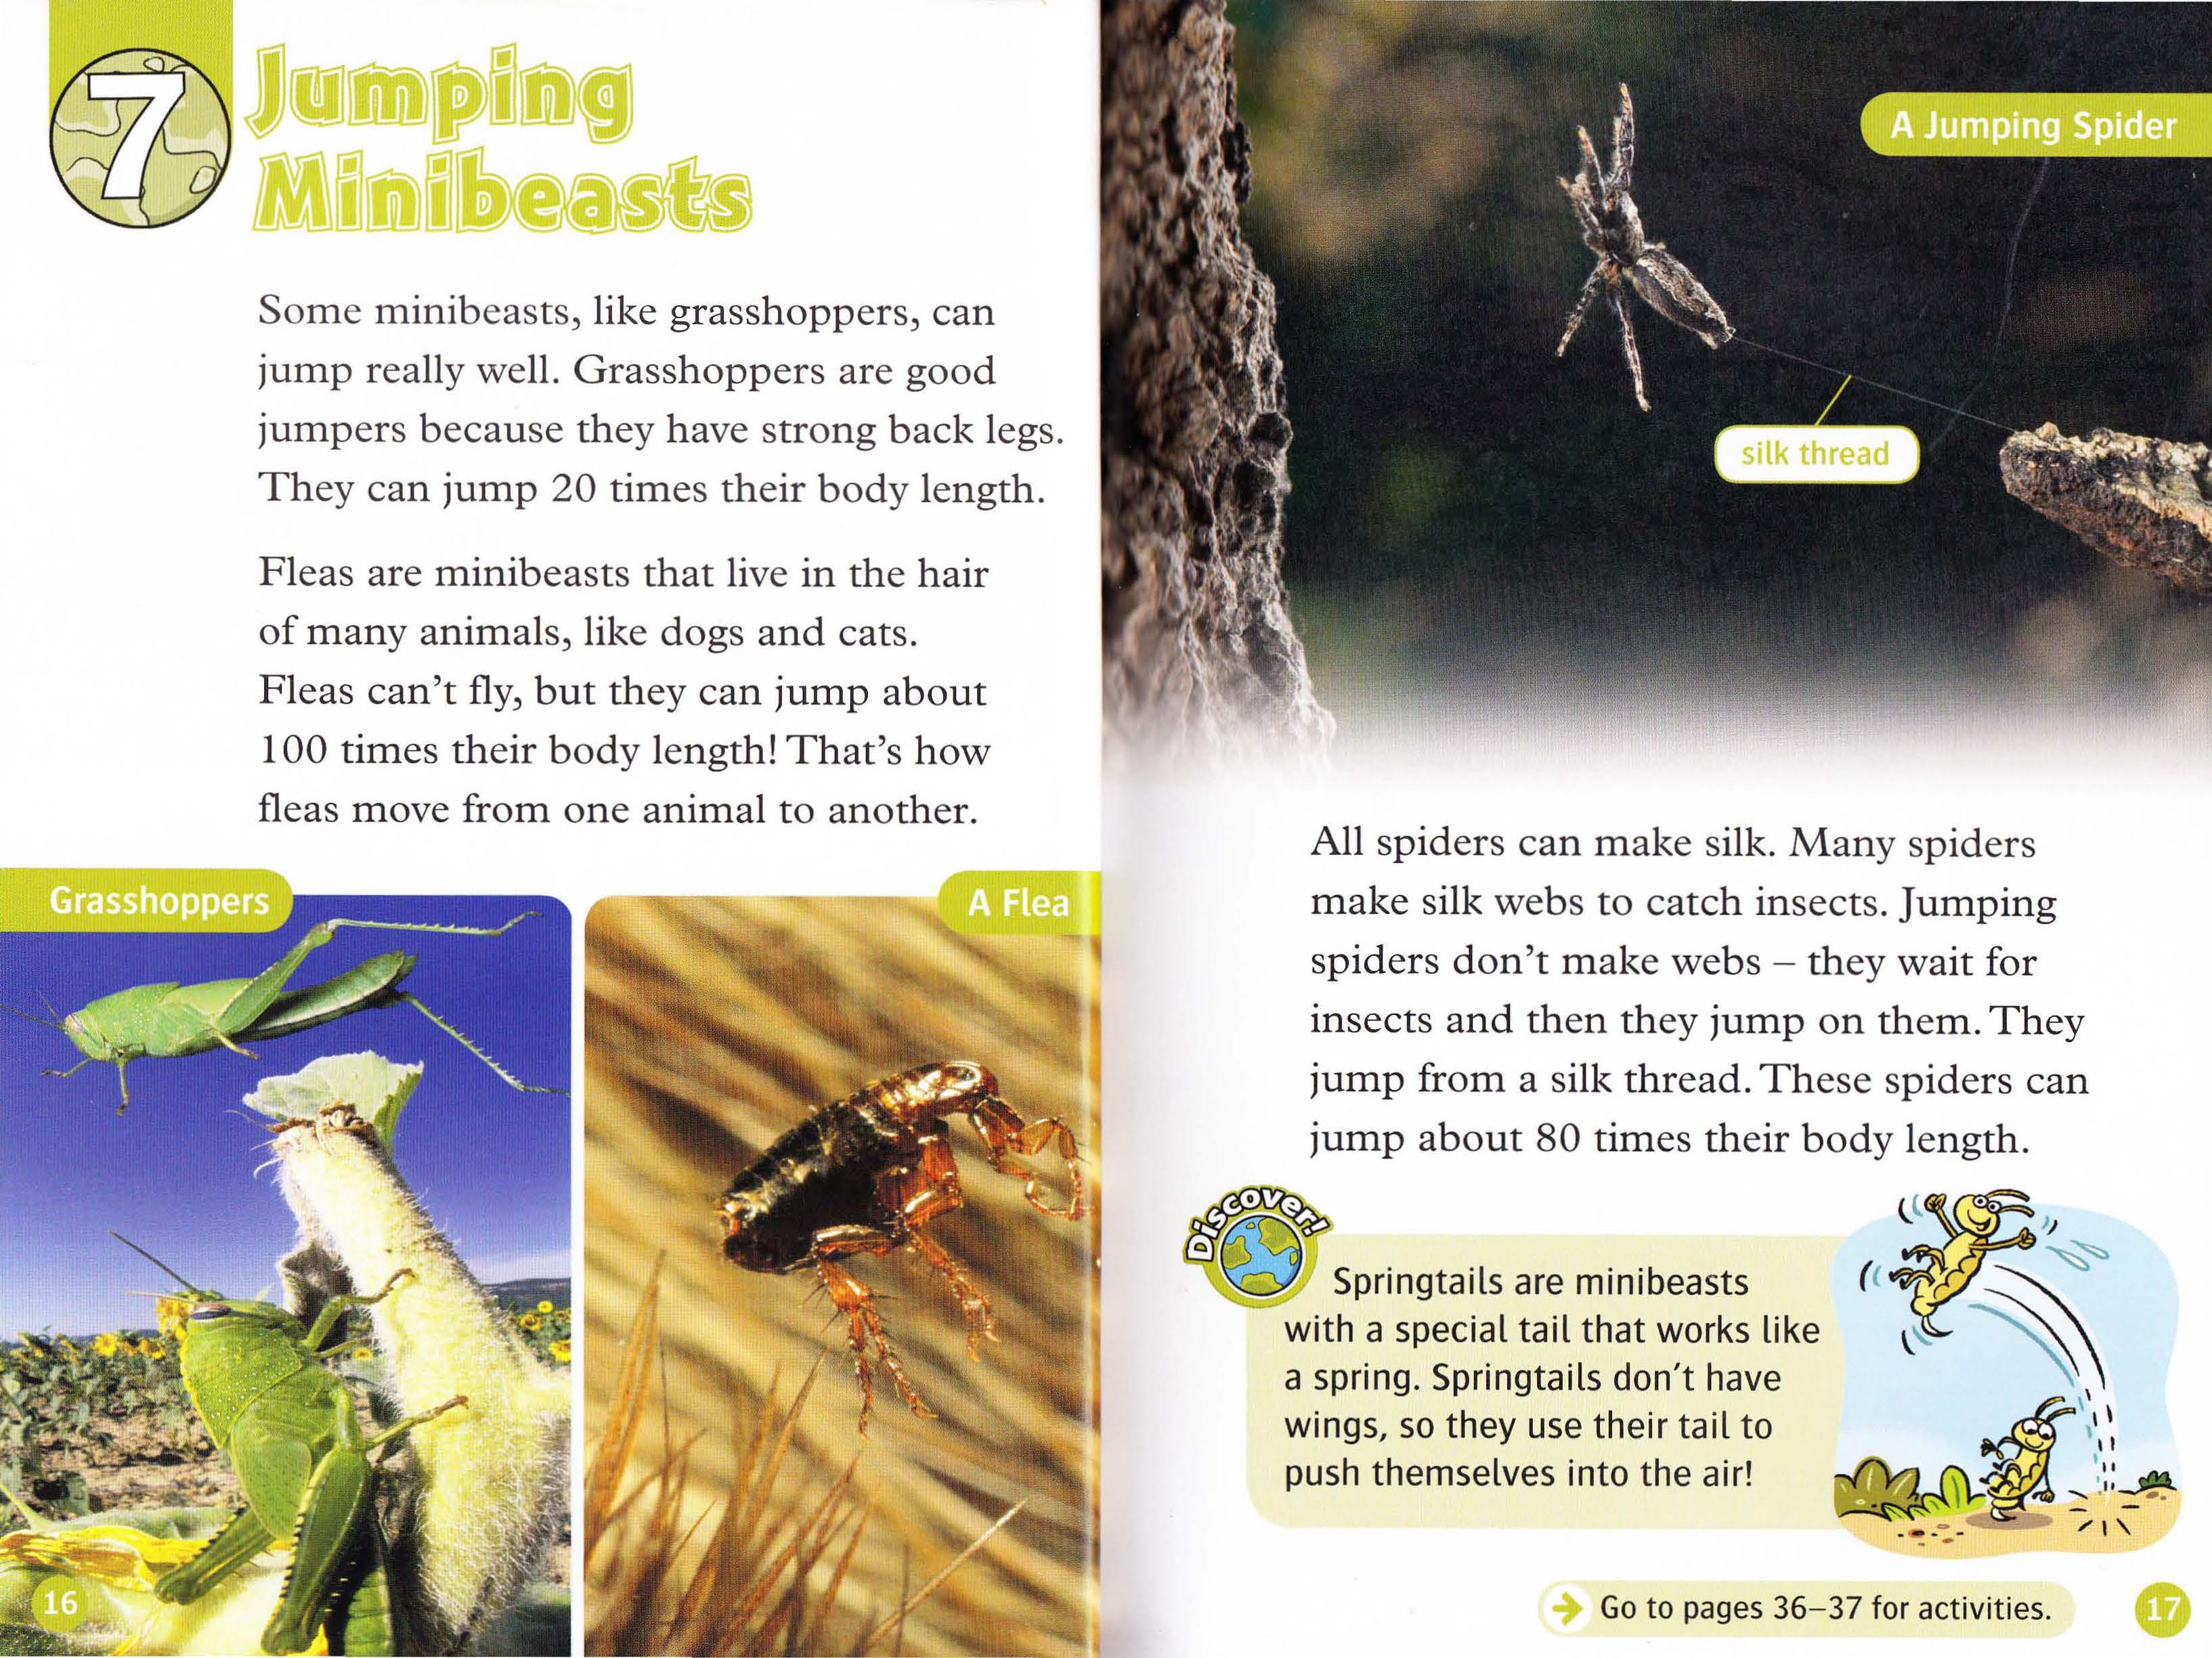 7
Jumping
Minibeasts
Some minibeasts, like grasshoppers, can
jump really well. Grasshoppers are good
jumpers because they have strong back legs.
They can jump 20 times their body length.
Fleas are minibeasts that live in the hair
of many animals, like dogs and cats.
Fleas can't fly, but they can jump about
100 times their body length! That's how
fleas move from one animal to another.
Grasshoppers
A Flea
16
A Jumping Spider
silk thread
All spiders can make silk. Many spiders
make silk webs to catch insects. Jumping
spiders don't make webs – they wait for
insects and then they jump on them. They
jump from a silk thread. These spiders can
jump about 80 times their body length.
Discover!
Springtails are minibeasts
with a special tail that works like
a spring. Springtails don't have
wings, so they use their tail to
push themselves into the air!
Go to pages 36–37 for activities.
17